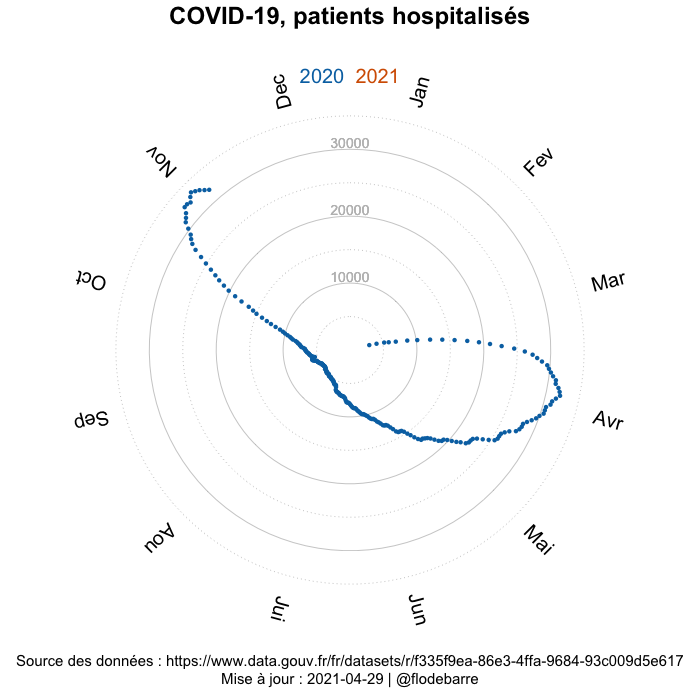 COVID-19, patients hospitalisés
2020 2021
Jan
Fev
Mar
Avr
Mai
Jun
Jui
Aou
Sep
Oct
Nov
Dec
30000
20000
10000
Source des données : https://www.data.gouv.fr/fr/datasets/r/f335f9ea-86e3-4ffa-9684-93c009d5e617
Mise à jour : 2021-04-29 | @flodebarre